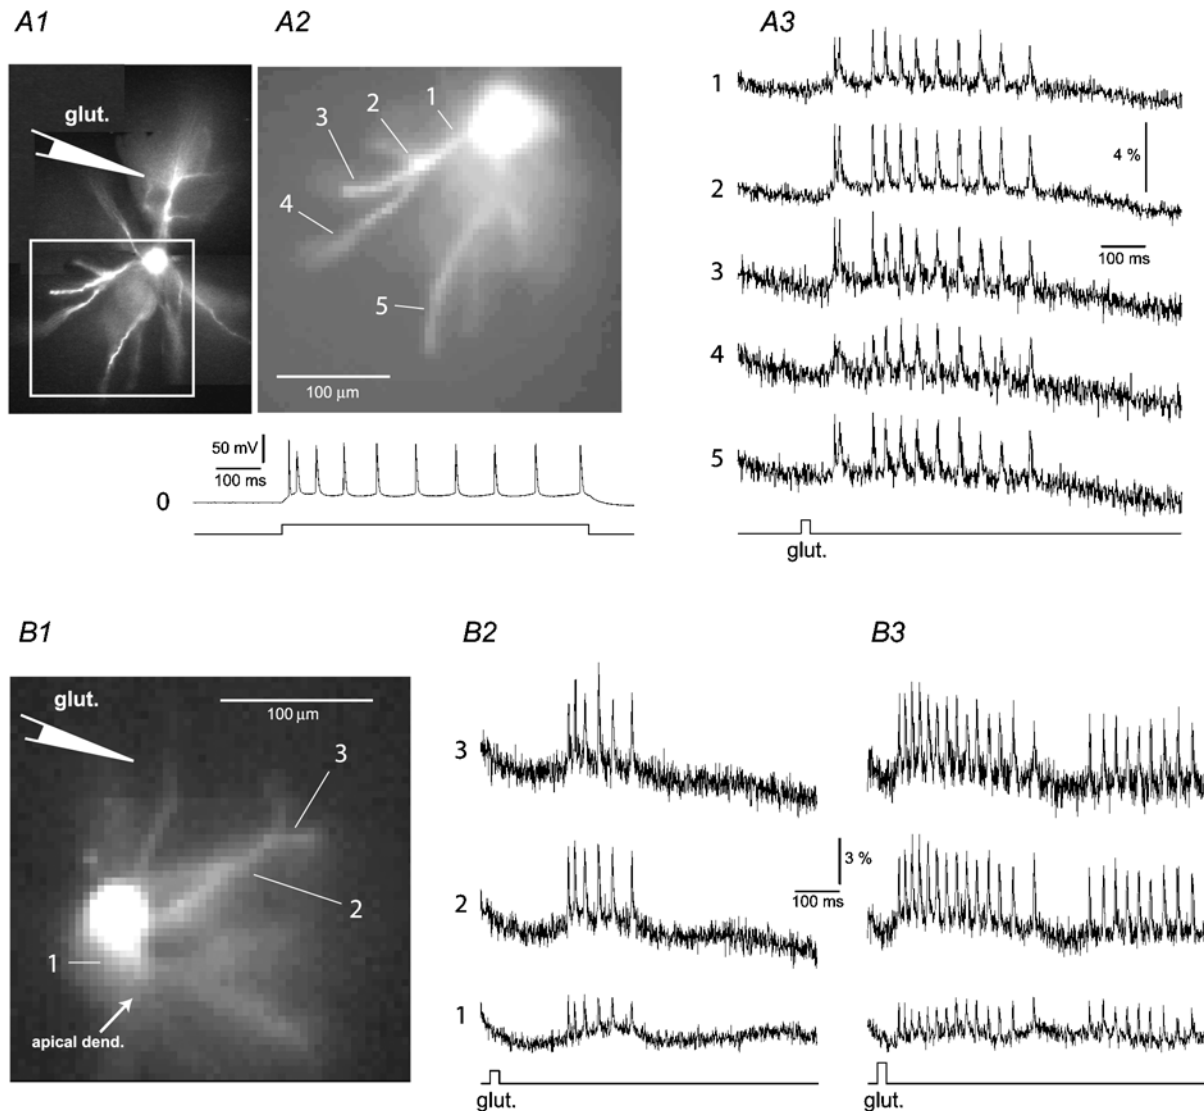 A1
A2
A3
glut.
1
2
3
4
5
100 μm
1
4 %
2
100 ms
3
4
5
glut.
50 mV
100 ms
0
B1
B2
B3
glut.
100 μm
3
2
1
apical dend.
3
3 %
100 ms
2
1
glut.
glut.